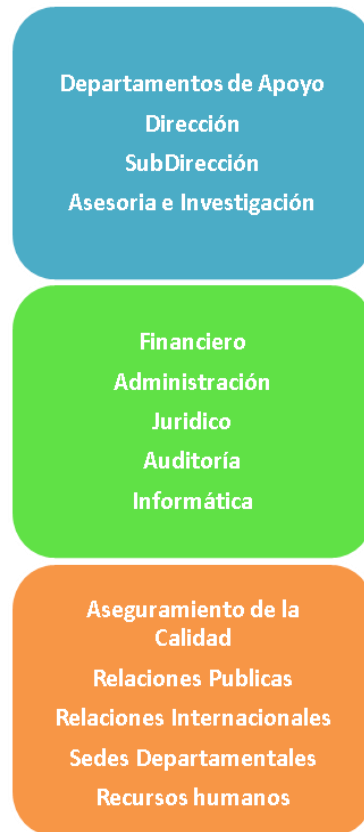 Departamentos de Apoyo
Dirección
SubDirección
Asesoria e Investigación
Financiero
Administración
Juridico
Auditoría
Informática
Aseguramiento de la
Calidad
Relaciones Publicas
Relaciones Internacionales
Sedes Departamentales
Recursos humanos